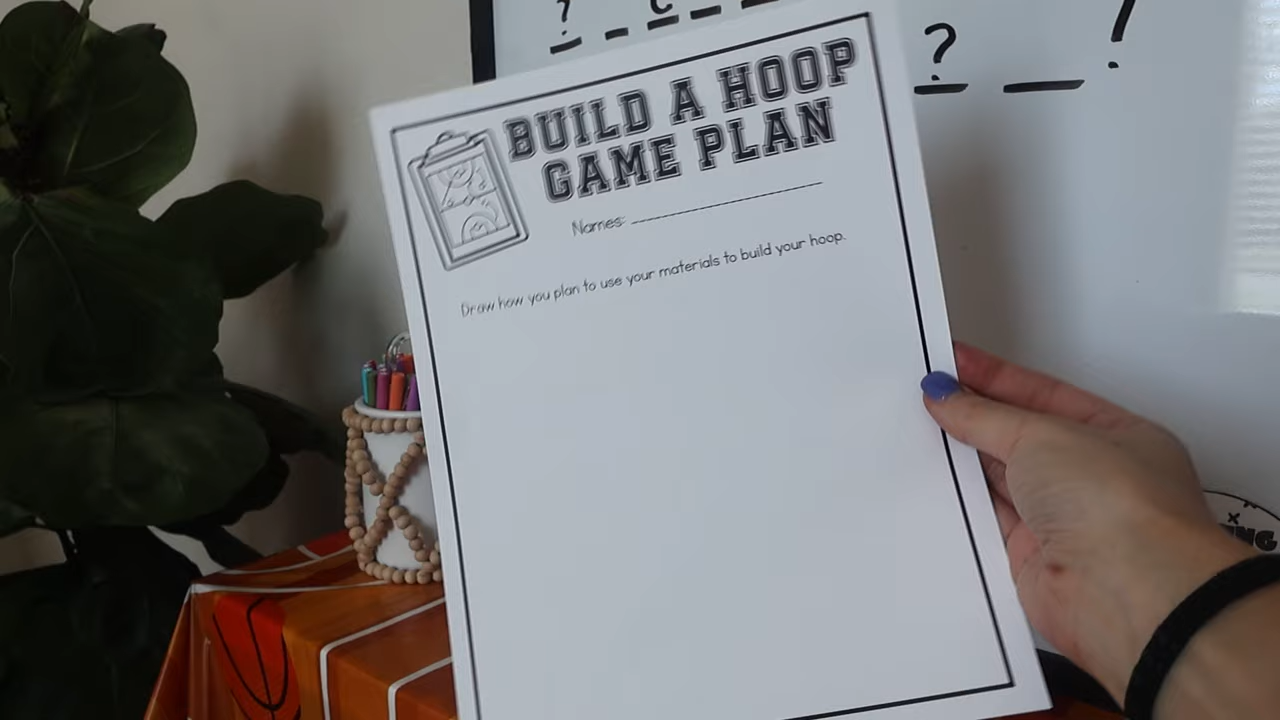 ? C
? !
BUILD A HOOP
GAME PLAN
Names:
Draw how you plan to use your materials to build your hoop.